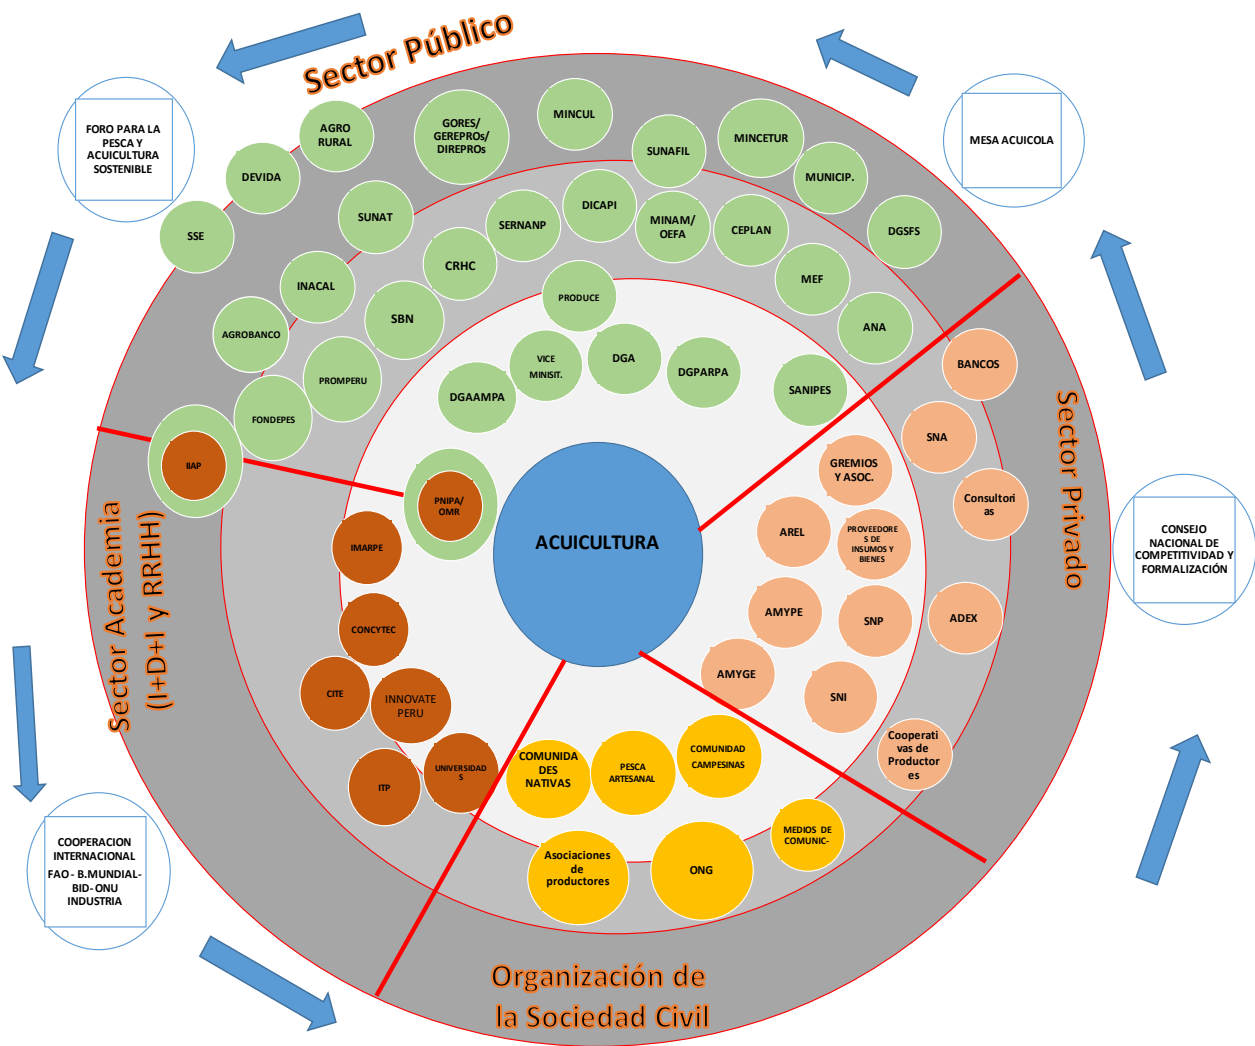 Sector Público
FORO PARA LA
PESCA Y
ACUICULTURA
SOSTENIBLE
MESA ACUICOLA
AGRO
RURAL
GORES/
GEREPROs/
DIREPROs
MINCUL
SUNAFIL
MINCETUR
MUNICIP.
DEVIDA
SSE
SUNAT
SERNANP
DICAPI
MINAM/
OEFA
CEPLAN
DGSFS
INACAL
CRHC
MEF
AGROBANCO
SBN
PRODUCE
ANA
PROMPERU
VICE
MINISIT.
DGA
DGPARPA
DGAAMPA
SANIPES
FONDEPES
BANCOS
SNA
Consultori
as
GREMIOS
Y ASOC.
AREL
PROVEEDORE
S DE
INSUMOS Y
BIENES
AMYPE
SNP
ADEX
AMYGE
SNI
Cooperati
vas de
Productor
es
Sector Privado
CONSEJO
NACIONAL DE
COMPETITIVIDAD Y
FORMALIZACIÓN
IIAP
PNIPA/
OMR
ACUICULTURA
IMARPE
CONCYTEC
CITE
INNOVATE
PERU
ITP
UNIVERSIDAD
S
Sector Academia
(I+D+I y RRHH)
COMUNIDA
DES
NATIVAS
PESCA
ARTESANAL
COMUNIDAD
CAMPESINAS
MEDIOS DE
COMUNIC-
Asociaciones
de
productores
ONG
COOPERACION
INTERNACIONAL
FAO - B.MUNDIAL-
BID- ONU
INDUSTRIA
Organización de
la Sociedad Civil